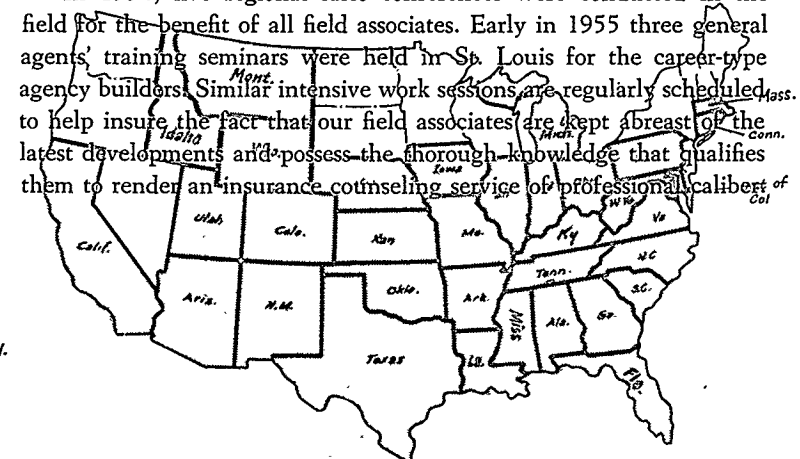 field for the benefit of all field associates. Early in 1955 three general
agents' training seminars were held in St. Louis for the career-type
agency builders. Similar intensive work sessions are regularly scheduled
to help insure the fact that our field associates are kept abreast of the
latest developments and possess the thorough knowledge that qualifies
them to render an insurance counseling service of professional caliber
Mont.
Mass.
Idaho
Mich.
Conn.
Iowa
of
Col
W Va
Utah
Colo.
Kan
Mo.
Ky
Va
Calif.
N.C
Tenn.
Ariz.
N.M.
Okla.
Ark.
S.C.
Miss
Ala.
Ga.
Texas
La.
Fla.